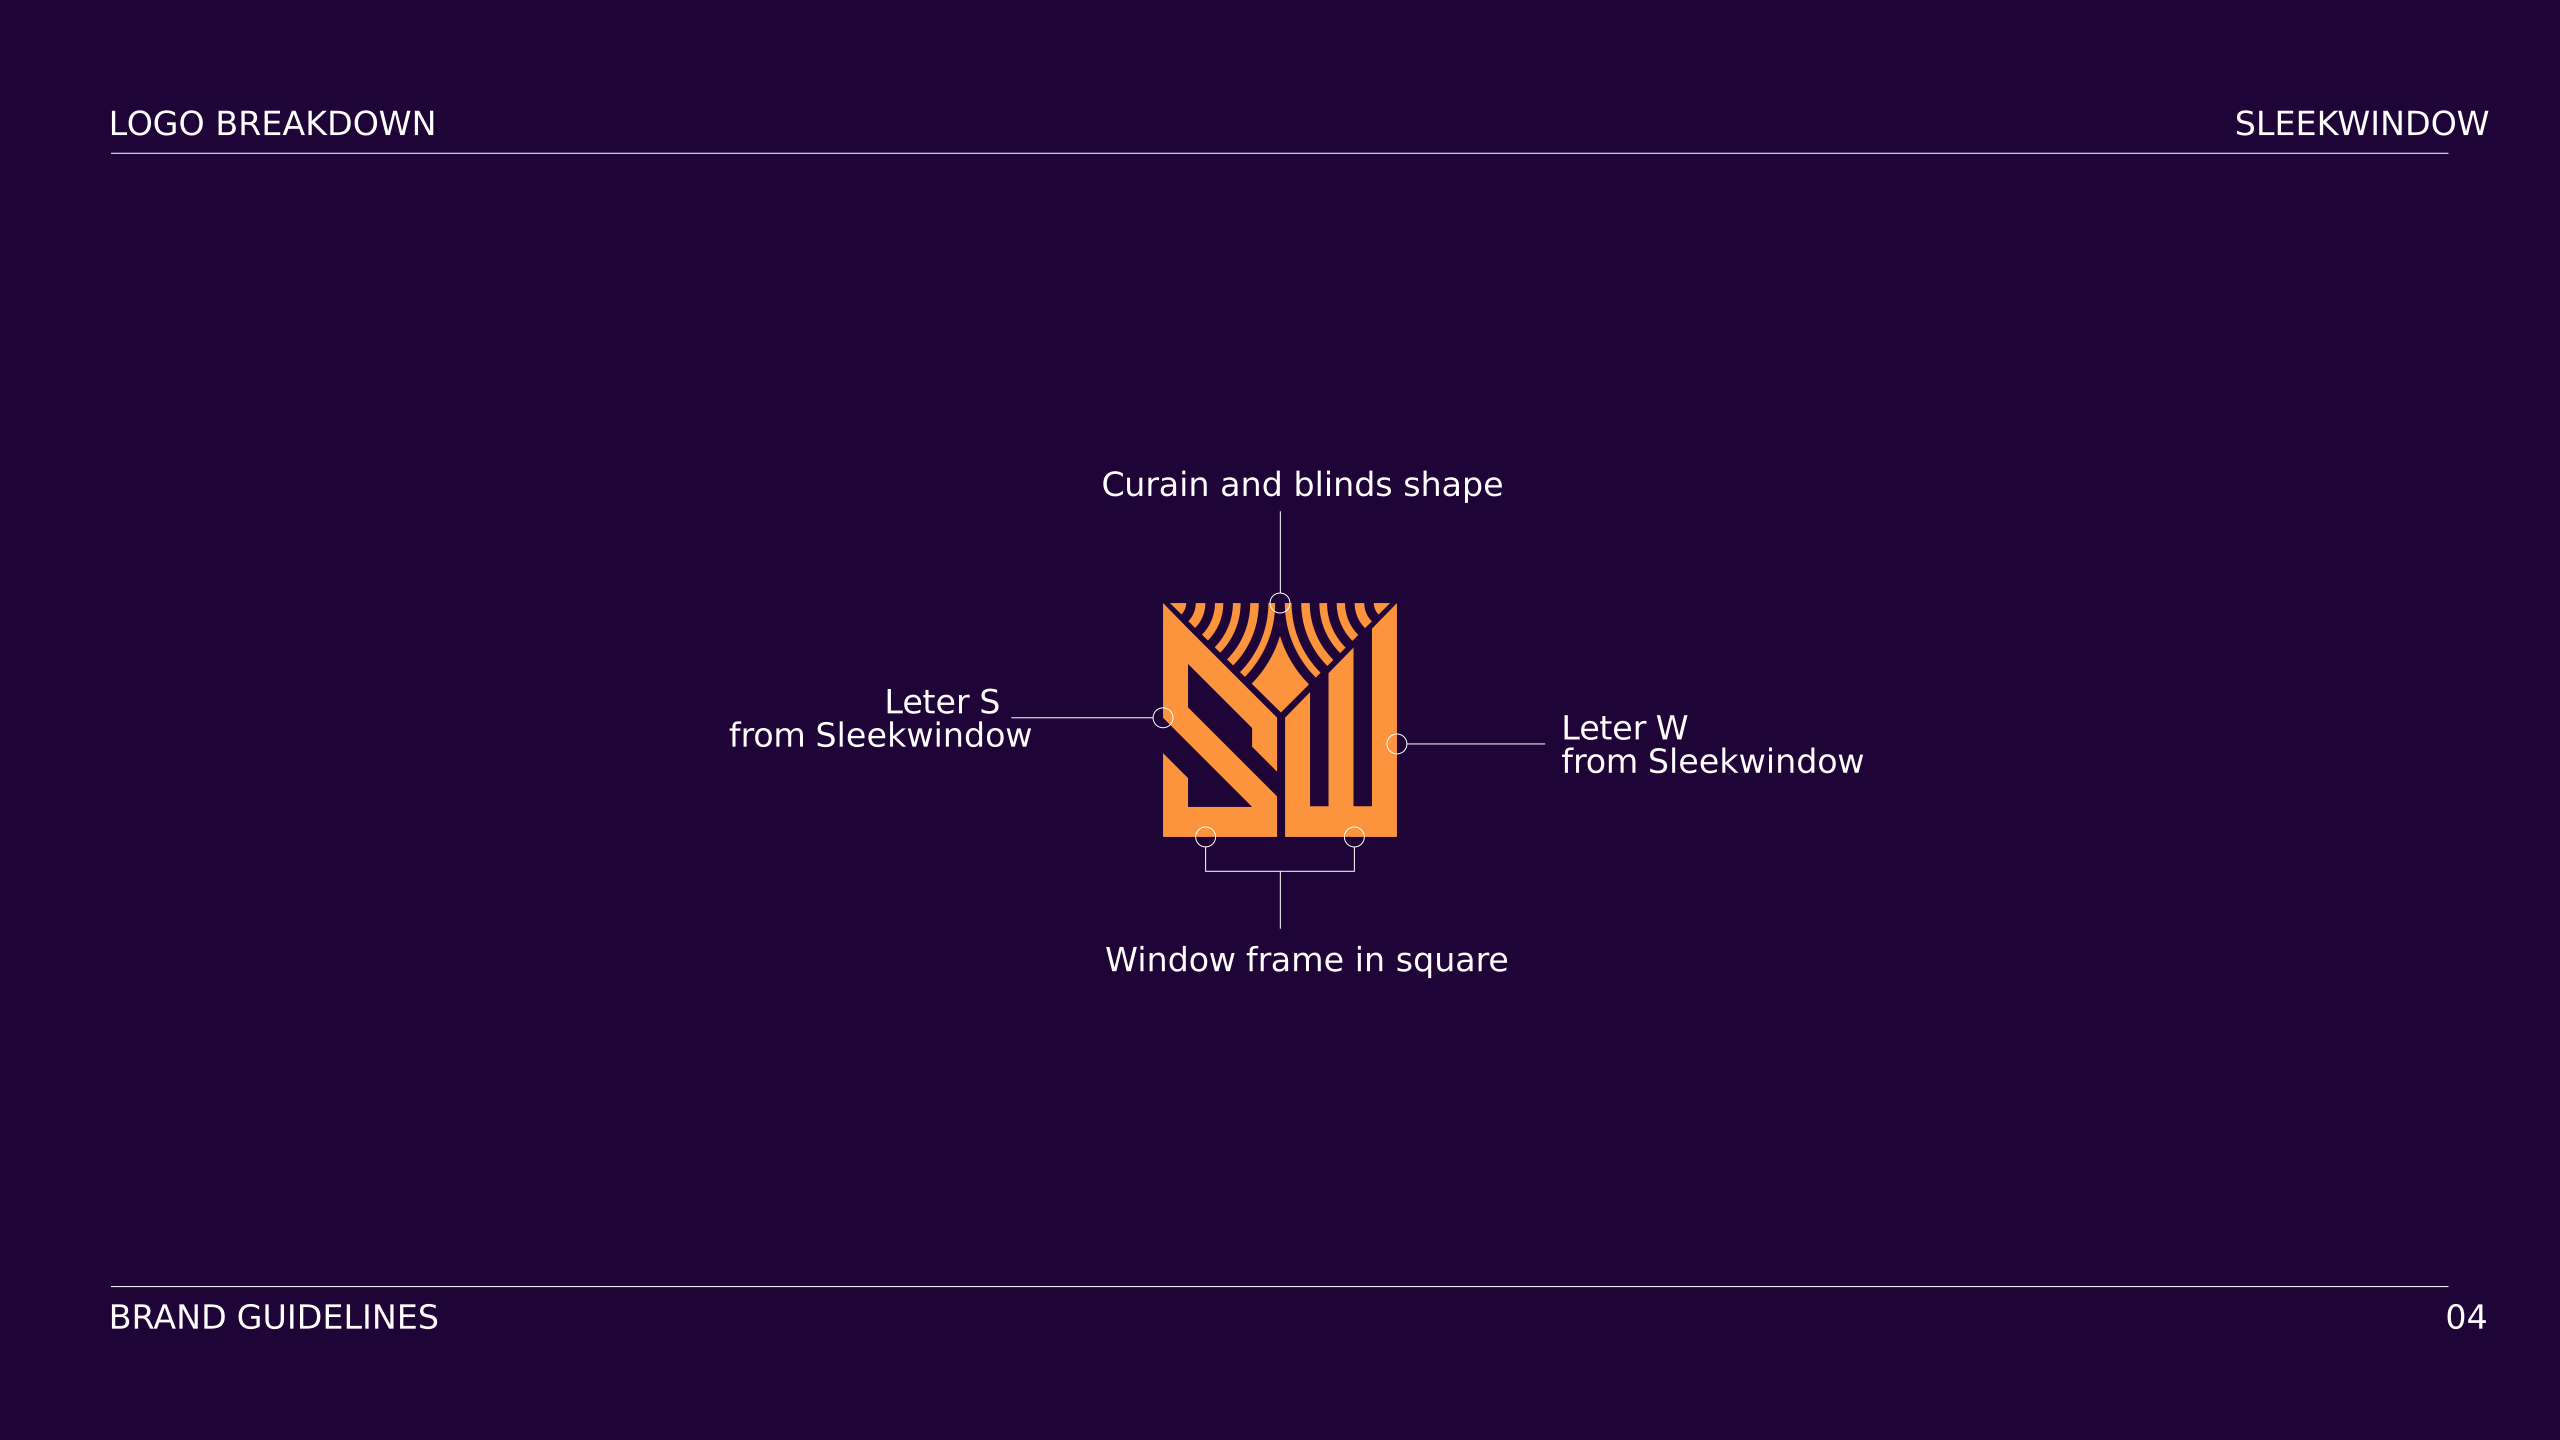 LOGO BREAKDOWN
SLEEKWINDOW
Curain and blinds shape
Leter S
from Sleekwindow
Leter W
from Sleekwindow
Window frame in square
BRAND GUIDELINES
04